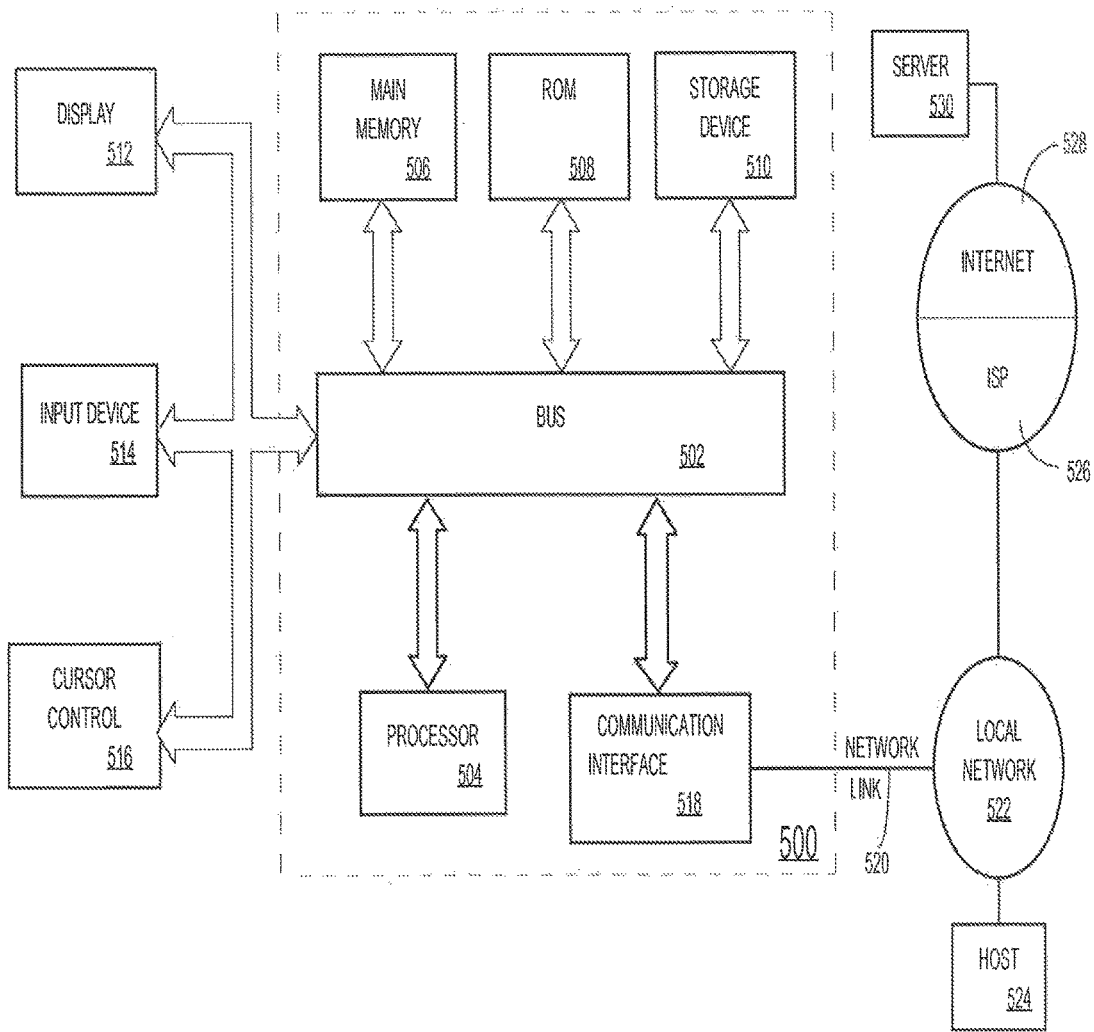 DISPLAY
512
INPUT DEVICE
514
CURSOR
CONTROL
516
MAIN
MEMORY
506
ROM
508
STORAGE
DEVICE
510
BUS
502
PROCESSOR
504
COMMUNICATION
INTERFACE
518
500
SERVER
530
528
INTERNET
ISP
526
NETWORK
LINK
520
LOCAL
NETWORK
522
HOST
524